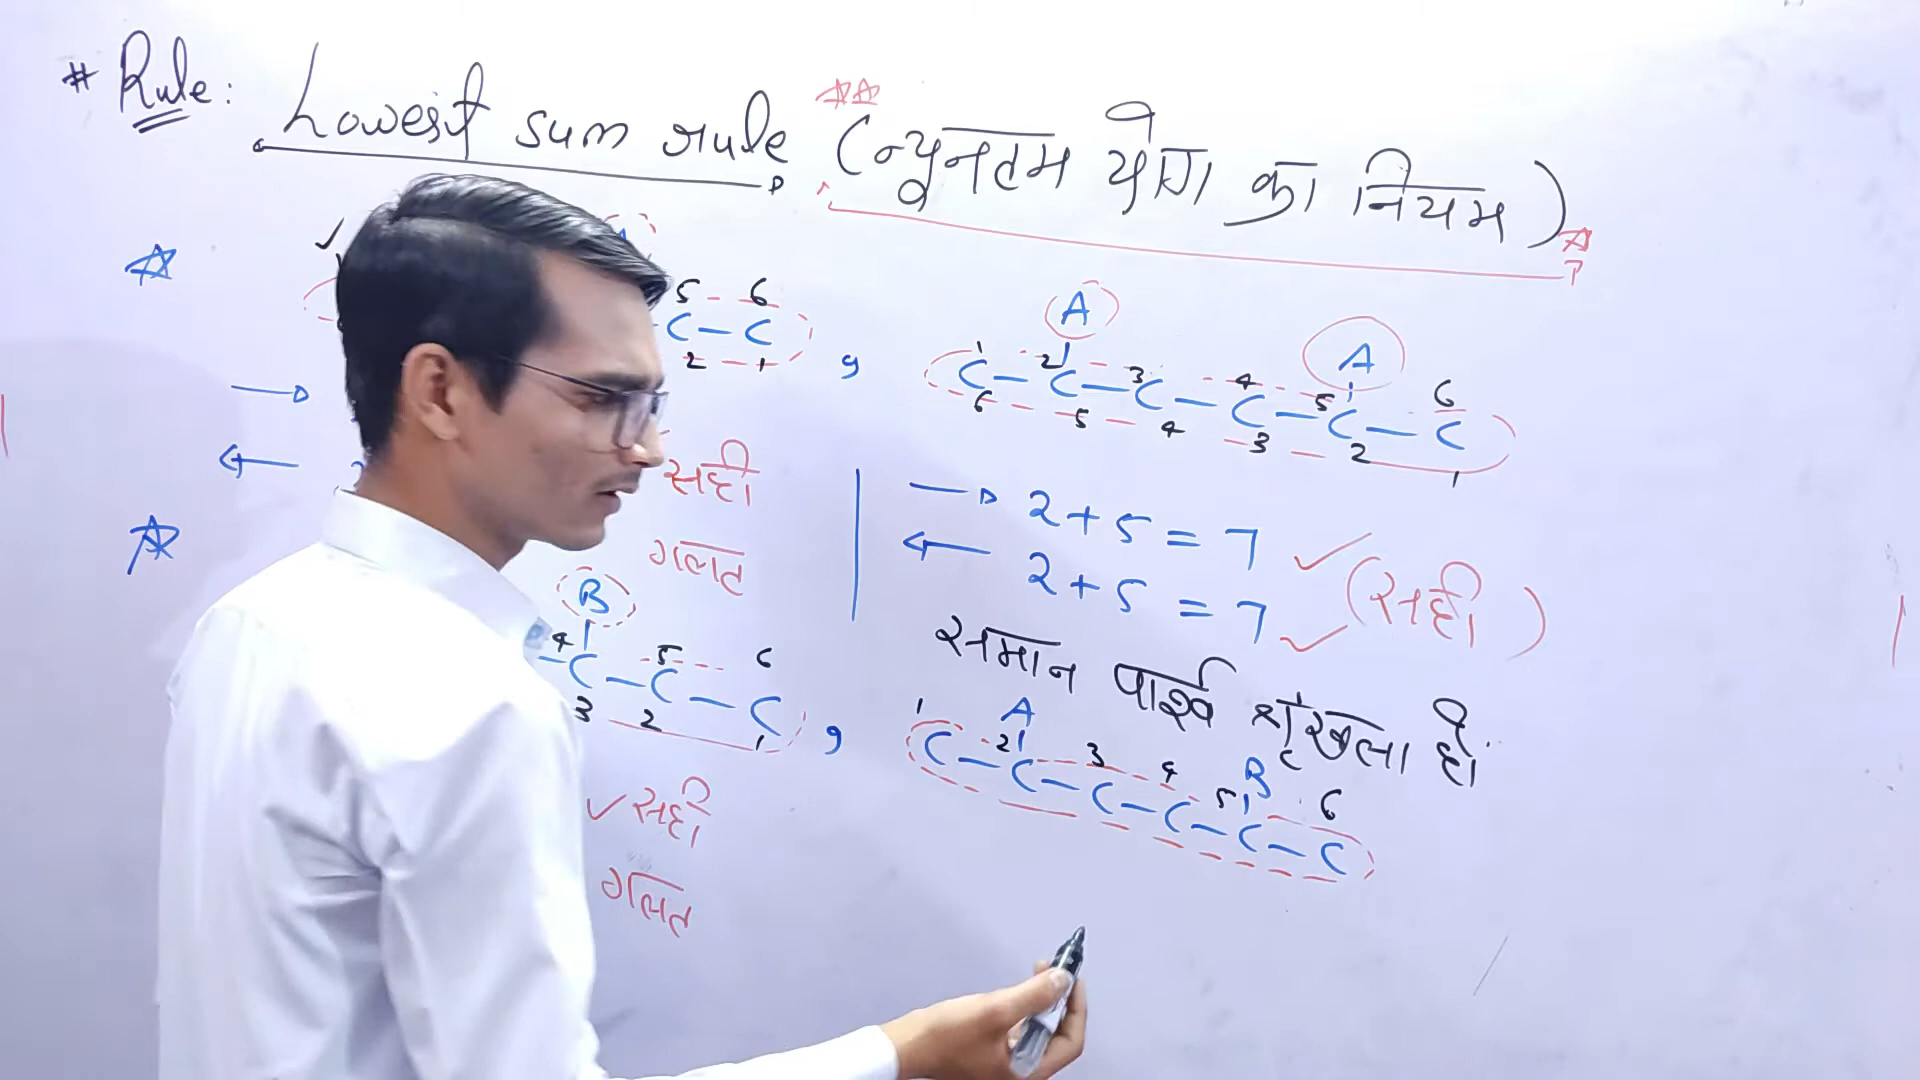 # Rule: Lowest sum rule (न्यूनतम योग का नियम)
A
5 6
C – C
2 1
,
A A
1 2 3 4 5 6
C – C – C – C – C – C
6 5 4 3 2 1
सही
→ 2 + 5 = 7 ✓
गलत
← 2 + 5 = 7 ✓ (सही)
समान पार्श्व श्रृंखला हो
B
4 5 6
– C – C – C
3 2 1
,
A B
1 2 3 4 5 6
C – C – C – C – C – C
✓ सही
गलत